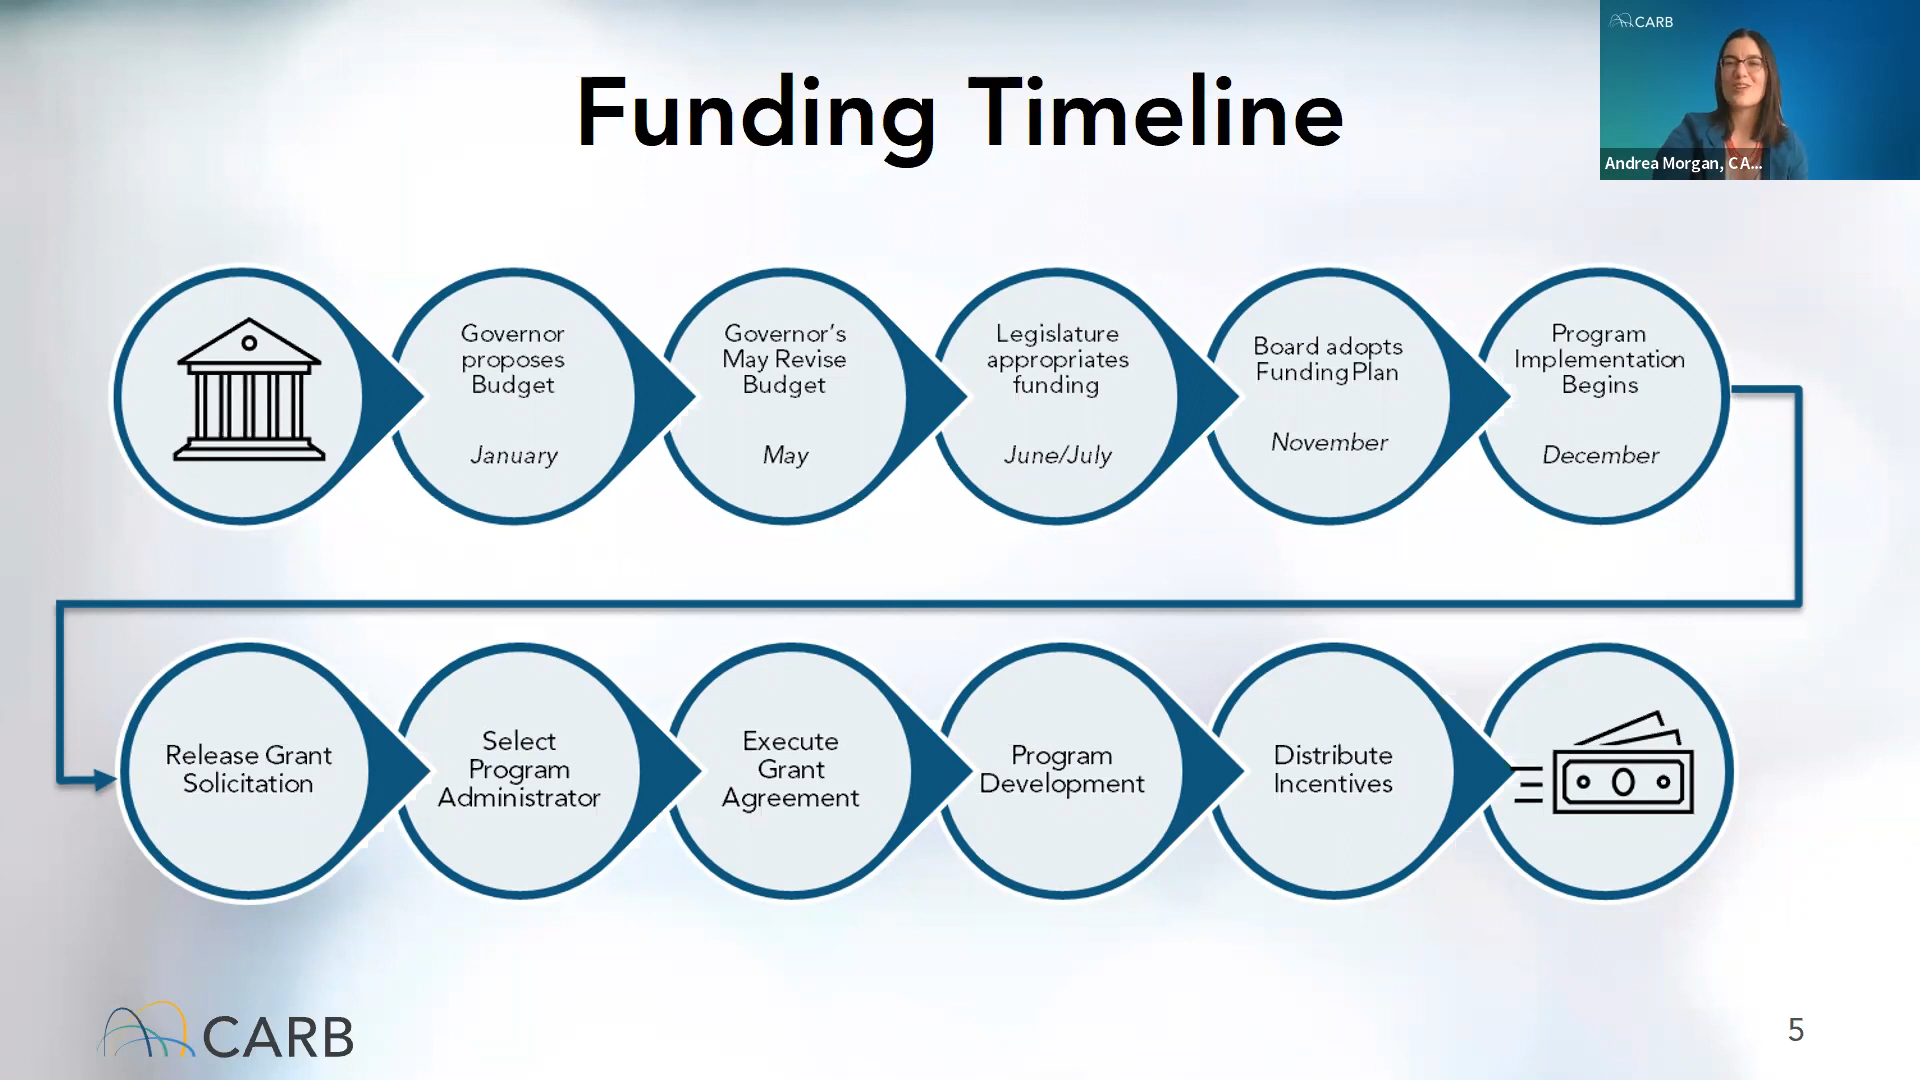 Funding Timeline
CARB
Andrea Morgan, CA...
Governor
proposes
Budget
January
Governor's
May Revise
Budget
May
Legislature
appropriates
funding
June/July
Board adopts
Funding Plan
November
Program
Implementation
Begins
December
Release Grant
Solicitation
Select
Program
Administrator
Execute
Grant
Agreement
Program
Development
Distribute
Incentives
CARB
5